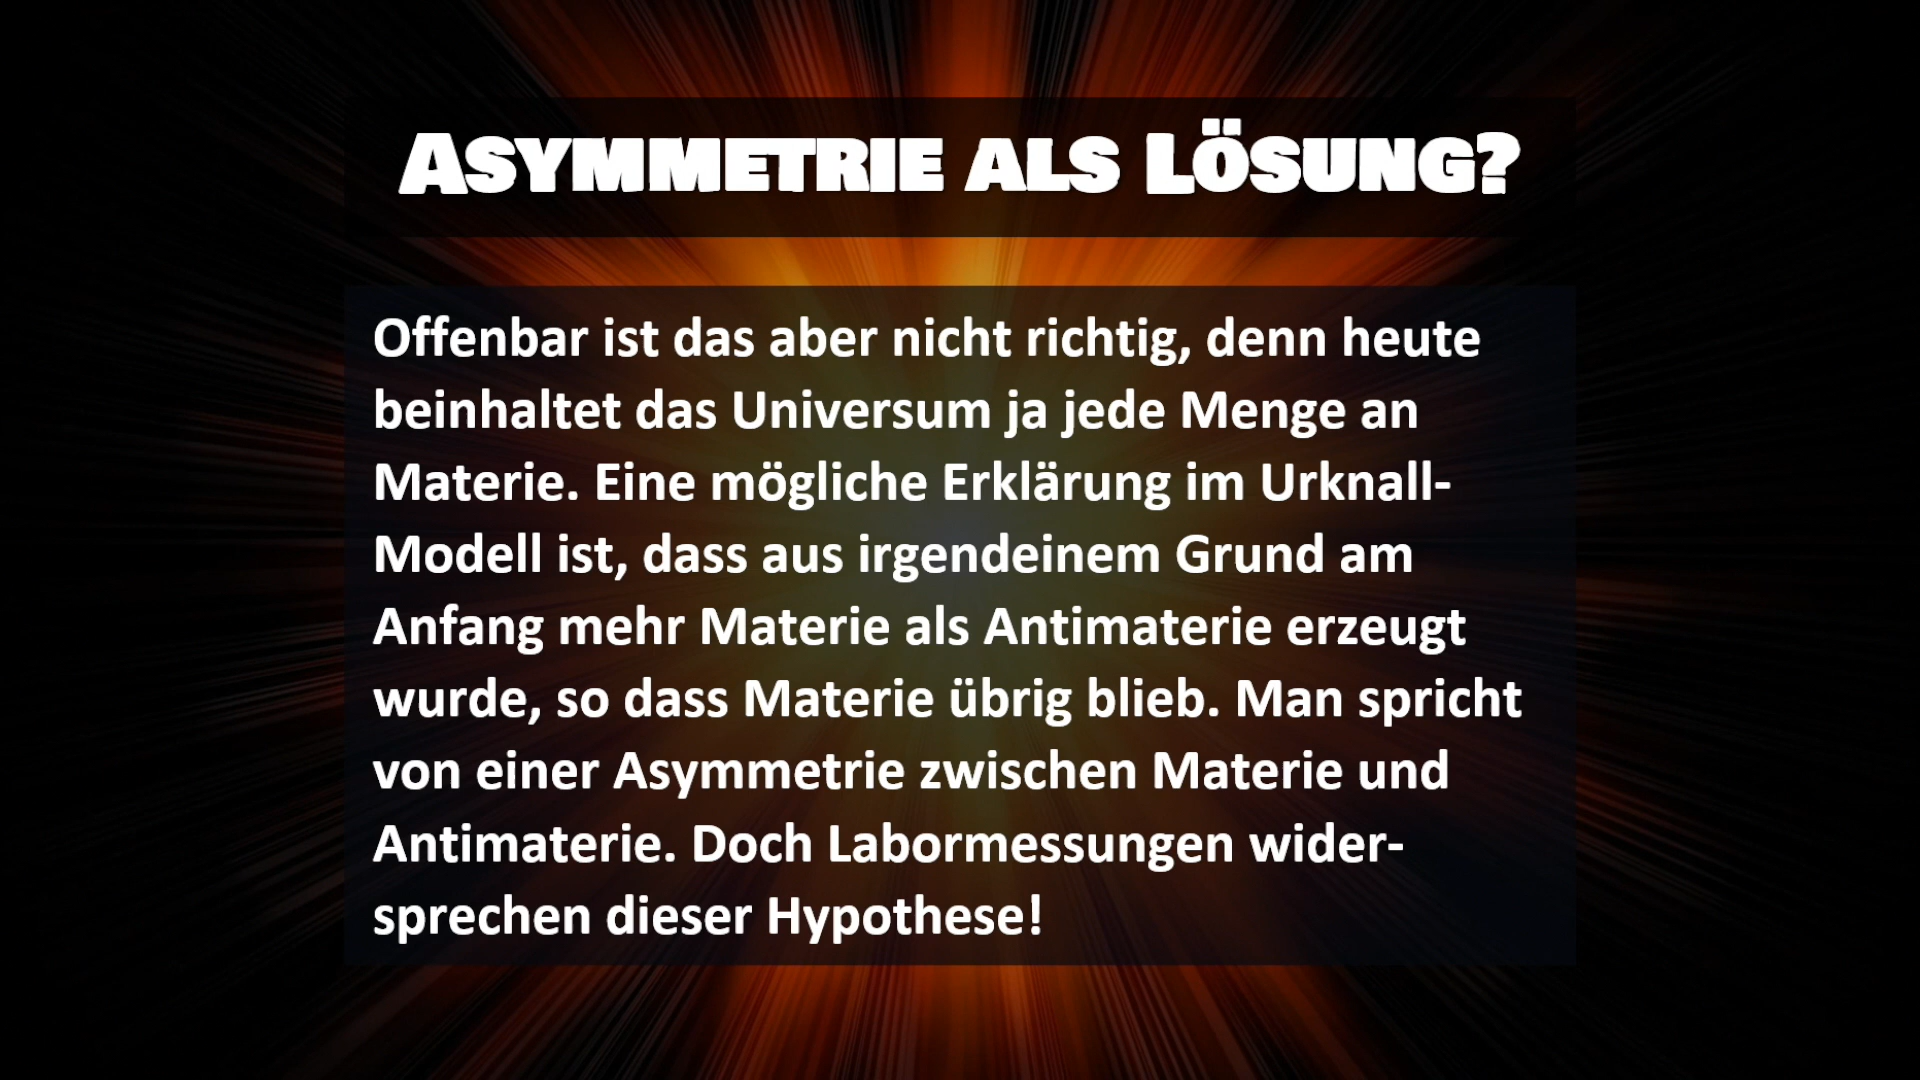 Asymmetrie als Lösung?
Offenbar ist das aber nicht richtig, denn heute
beinhaltet das Universum ja jede Menge an
Materie. Eine mögliche Erklärung im Urknall-
Modell ist, dass aus irgendeinem Grund am
Anfang mehr Materie als Antimaterie erzeugt
wurde, so dass Materie übrig blieb. Man spricht
von einer Asymmetrie zwischen Materie und
Antimaterie. Doch Labormessungen wider-
sprechen dieser Hypothese!